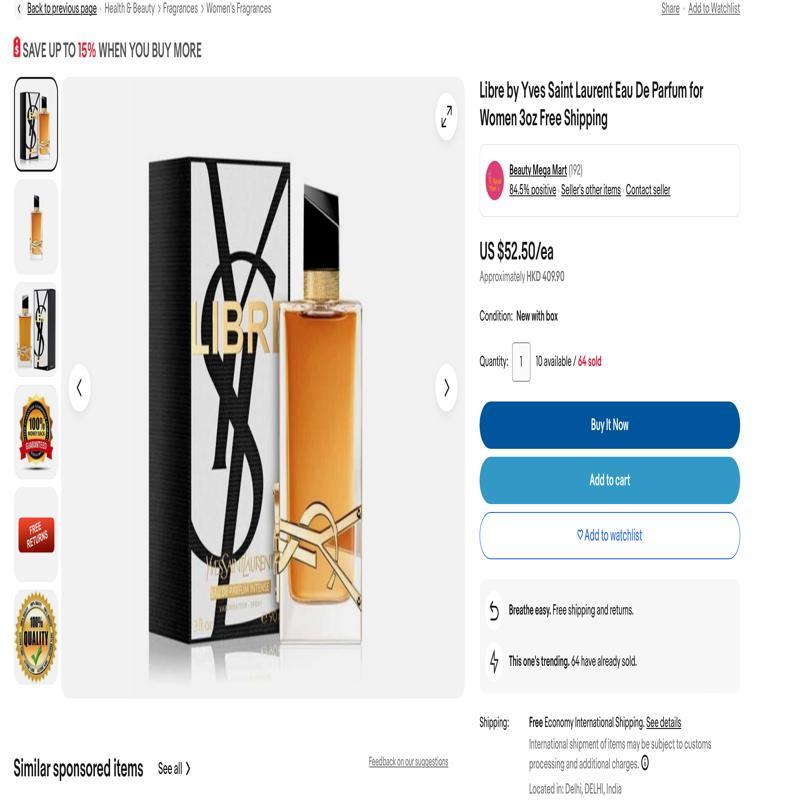 Back to previous page · Health & Beauty > Fragrances > Women's Fragrances
Share · Add to Watchlist
SAVE UP TO 15% WHEN YOU BUY MORE
Libre by Yves Saint Laurent Eau De Parfum for
Women 3oz Free Shipping
Beauty Mega Mart (192)
84.5% positive · Seller's other items · Contact seller
US $52.50/ea
Approximately HKD 409.90
Condition: New with box
Quantity: 1 10 available / 64 sold
Buy It Now
Add to cart
Add to watchlist
Breathe easy. Free shipping and returns.
This one's trending. 64 have already sold.
Shipping: Free Economy International Shipping. See details
International shipment of items may be subject to customs
processing and additional charges.
Located in: Delhi, DELHI, India
LIBRE
YVES SAINT LAURENT
EAU DE PARFUM INTENSE
100%
MONEY BACK
GUARANTEED
FREE
RETURNS
100%
QUALITY
Similar sponsored items See all >
Feedback on our suggestions